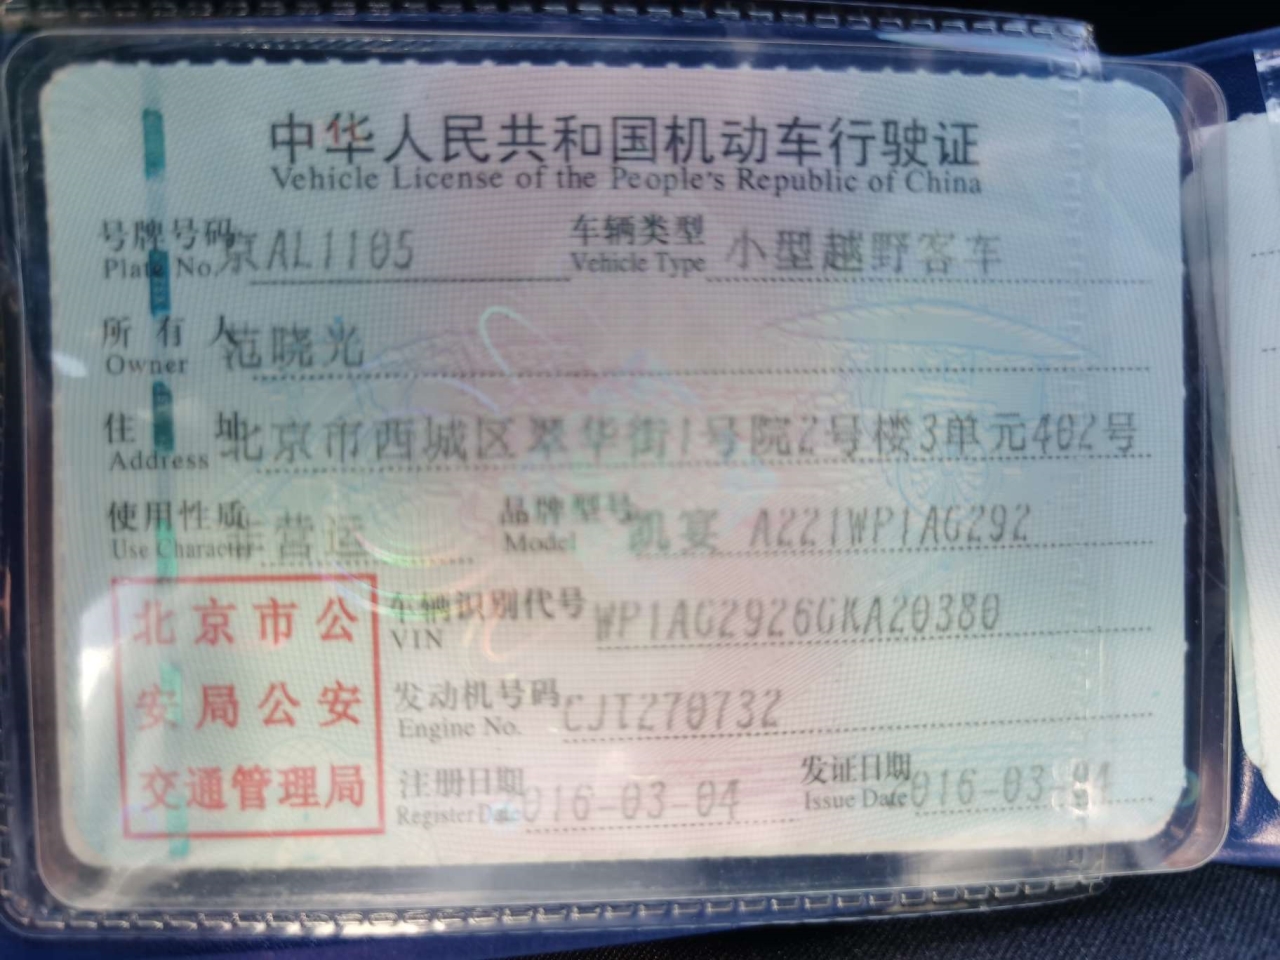 中华人民共和国机动车行驶证
Vehicle License of the People's Republic of China
号牌号码 京AL1105 车辆类型 小型越野客车
Plate No. Vehicle Type
所有人 范晓光
Owner
住址 北京市西城区翠华街1号院2号楼3单元402号
Address
使用性质 非营运 品牌型号 凯宴 A221WP1AG292
Use Character Model
北京市公
安局公安
交通管理局
车辆识别代号 WP1AG2926GKA20380
VIN
发动机号码 CJT270732
Engine No.
注册日期 016-03-04 发证日期 016-03-04
Register Date Issue Date